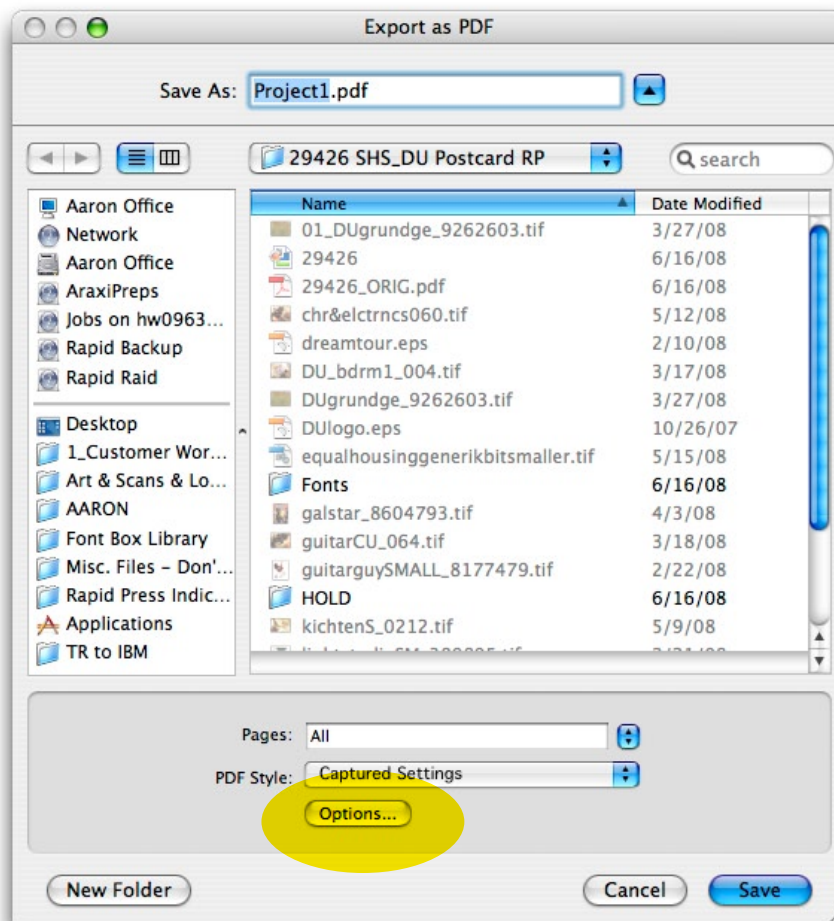 Export as PDF
Save As: Project1.pdf
29426 SHS_DU Postcard RP
search
Aaron Office
Network
Aaron Office
AraxiPreps
Jobs on hw0963...
Rapid Backup
Rapid Raid
Desktop
1_Customer Wor...
Art & Scans & Lo...
AARON
Font Box Library
Misc. Files - Don'...
Rapid Press Indic...
Applications
TR to IBM
Name Date Modified
01_DUgrundge_9262603.tif 3/27/08
29426 6/16/08
29426_ORIG.pdf 6/16/08
chr&elctrncs060.tif 5/12/08
dreamtour.eps 2/10/08
DU_bdrm1_004.tif 3/17/08
DUgrundge_9262603.tif 3/27/08
DUlogo.eps 10/26/07
equalhousinggenerikbitsmaller.tif 5/15/08
Fonts 6/16/08
galstar_8604793.tif 4/3/08
guitarCU_064.tif 3/18/08
guitarguySMALL_8177479.tif 2/22/08
HOLD 6/16/08
kichtenS_0212.tif 5/9/08
Pages: All
PDF Style: Captured Settings
Options...
New Folder Cancel Save